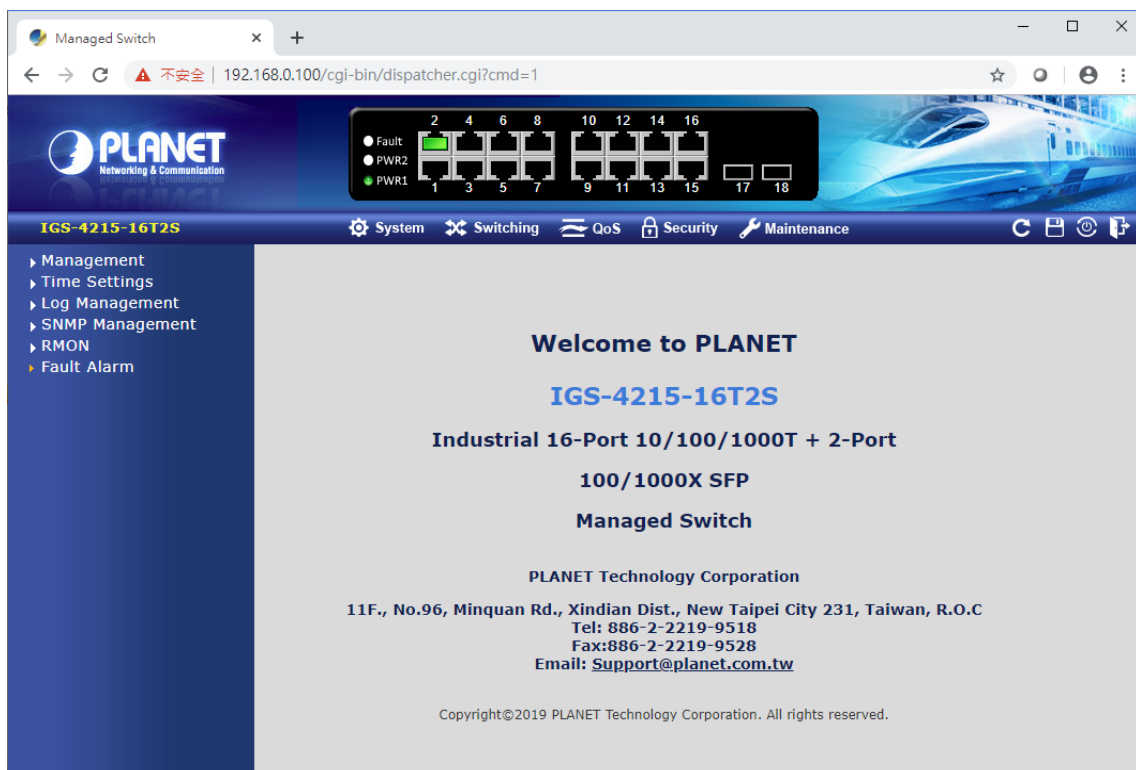 Managed Switch
不安全 | 192.168.0.100/cgi-bin/dispatcher.cgi?cmd=1
PLANET
Networking & Communication
2 4 6 8 10 12 14 16
Fault
PWR2
PWR1
1 3 5 7 9 11 13 15 17 18
IGS-4215-16T2S
System Switching QoS Security Maintenance
Management
Time Settings
Log Management
SNMP Management
RMON
Fault Alarm
Welcome to PLANET
IGS-4215-16T2S
Industrial 16-Port 10/100/1000T + 2-Port
100/1000X SFP
Managed Switch
PLANET Technology Corporation
11F., No.96, Minquan Rd., Xindian Dist., New Taipei City 231, Taiwan, R.O.C
Tel: 886-2-2219-9518
Fax:886-2-2219-9528
Email: Support@planet.com.tw
Copyright©2019 PLANET Technology Corporation. All rights reserved.